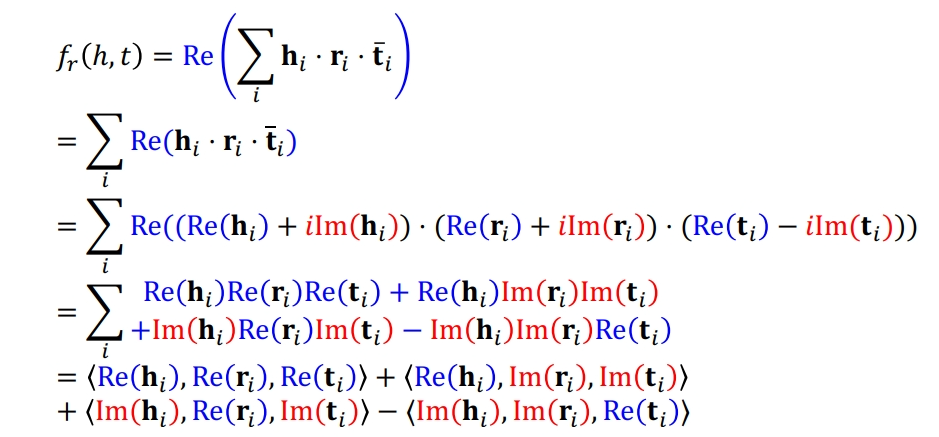 f_r(h, t) = Re(∑_i 𝐡_i · 𝐫_i · 𝐭̄_i)
= ∑_i Re(𝐡_i · 𝐫_i · 𝐭̄_i)
= ∑_i Re((Re(𝐡_i) + iIm(𝐡_i)) · (Re(𝐫_i) + iIm(𝐫_i)) · (Re(𝐭_i) − iIm(𝐭_i)))
= ∑_i Re(𝐡_i)Re(𝐫_i)Re(𝐭_i) + Re(𝐡_i)Im(𝐫_i)Im(𝐭_i)
+Im(𝐡_i)Re(𝐫_i)Im(𝐭_i) − Im(𝐡_i)Im(𝐫_i)Re(𝐭_i)
= ⟨Re(𝐡_i), Re(𝐫_i), Re(𝐭_i)⟩ + ⟨Re(𝐡_i), Im(𝐫_i), Im(𝐭_i)⟩
+ ⟨Im(𝐡_i), Re(𝐫_i), Im(𝐭_i)⟩ − ⟨Im(𝐡_i), Im(𝐫_i), Re(𝐭_i)⟩